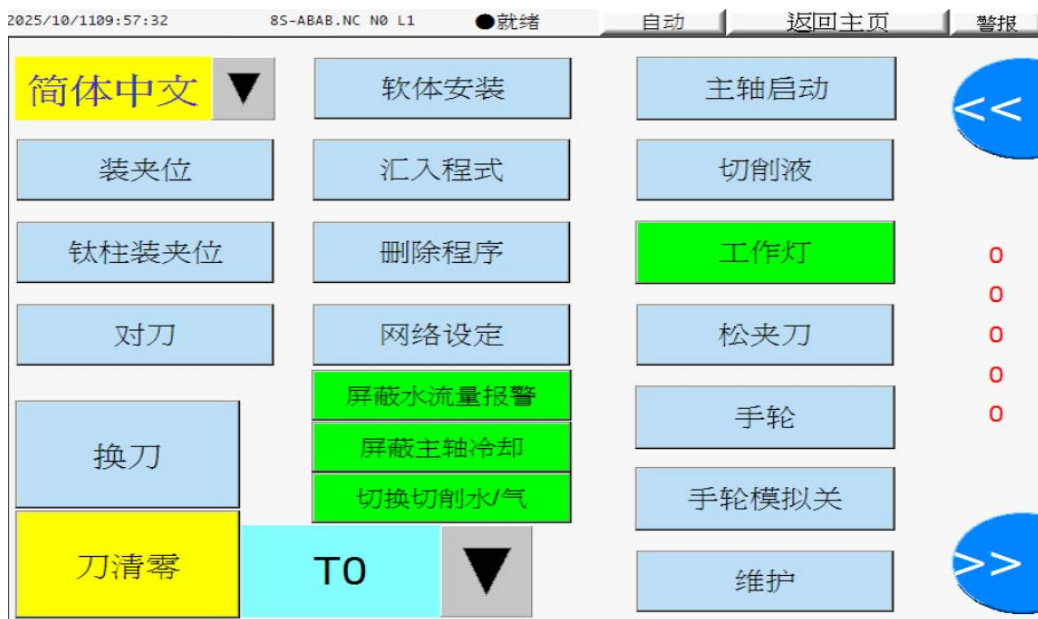 2025/10/1109:57:32 8S-ABAB.NC N0 L1 ●就绪 自动 返回主页 警报
简体中文 ▼ 软体安装 主轴启动 <<
装夹位 汇入程式 切削液
钛柱装夹位 删除程序 工作灯 0
0
对刀 网络设定 松夹刀 0
屏蔽水流量报警 0
手轮 0
换刀 屏蔽主轴冷却
切换切削水/气 手轮模拟关
刀清零 T0 ▼ 维护 >>